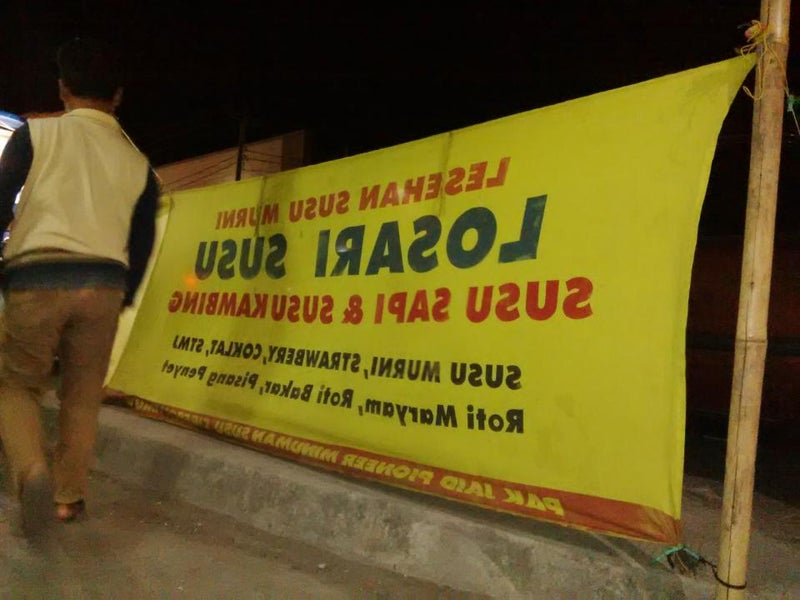 LESEHAN SUSU MURNI
LOSARI SUSU
SUSU SAPI & SUSU KAMBING
SUSU MURNI, STRAWBERY, COKLAT, STMJ
Roti Maryam, Roti Bakar, Pisang Penyet
PAK JAID PIONEER MINUMAN SUSU